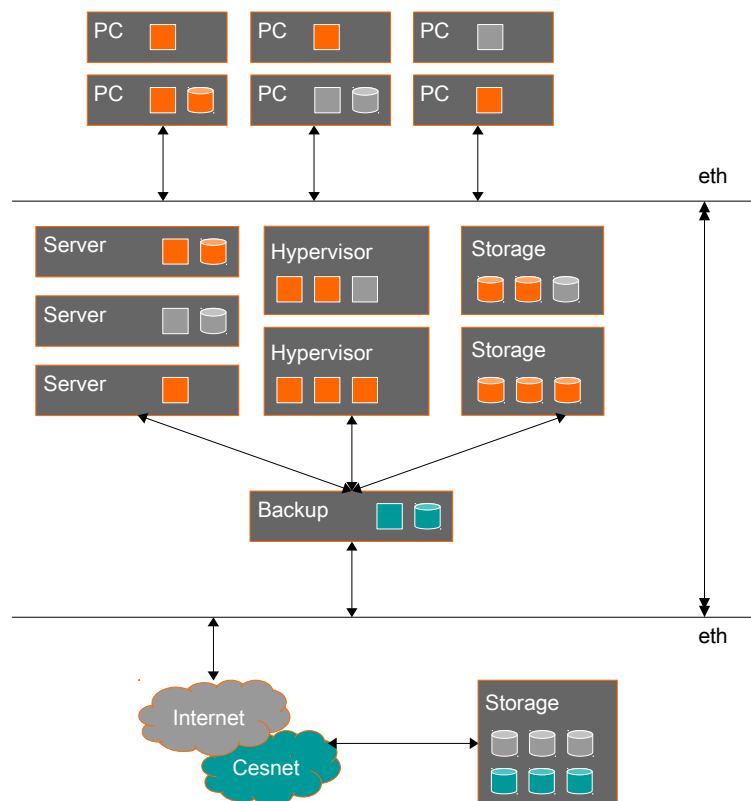 PC PC PC
PC PC PC
eth
Server Hypervisor Storage
Server
Server Hypervisor Storage
Backup
eth
Internet Storage
Cesnet